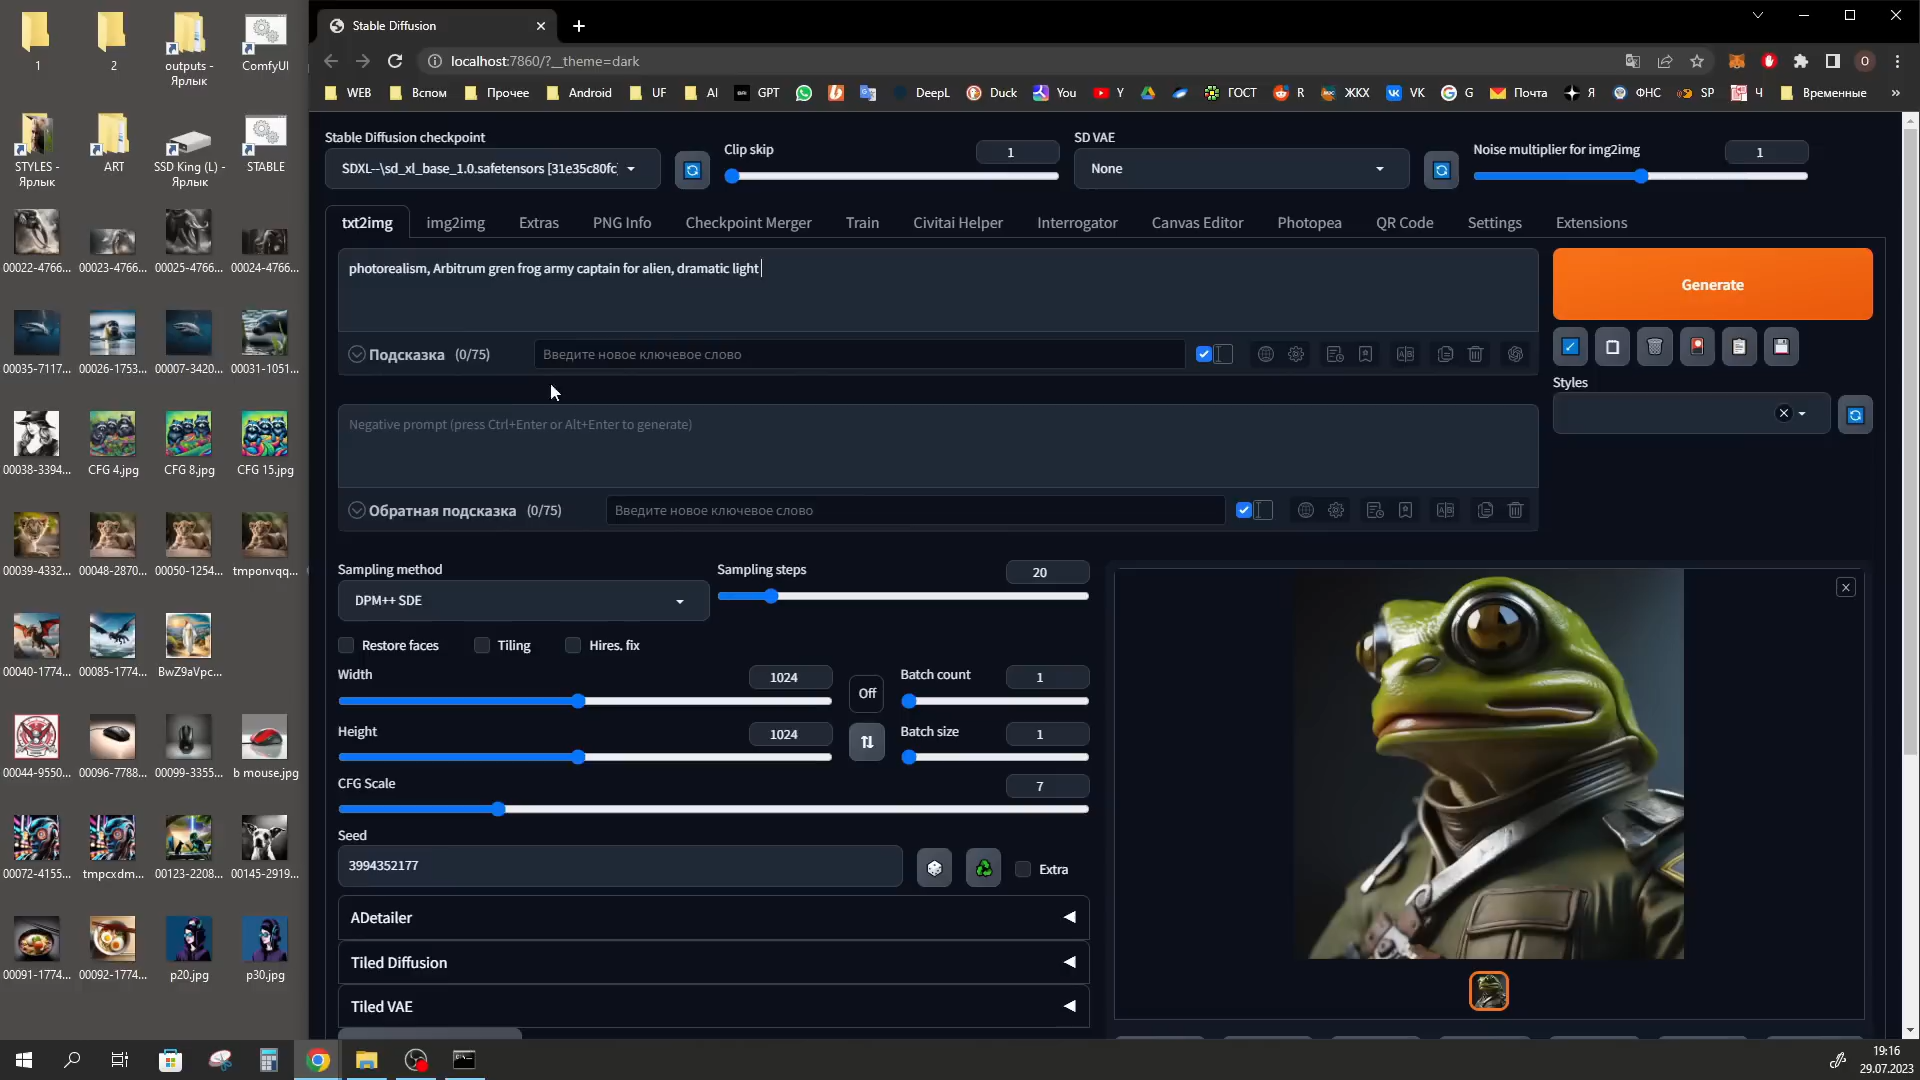 1
2
outputs -
Ярлык
ComfyUI
STYLES -
Ярлык
ART
SSD King (L) -
Ярлык
STABLE
00022-4766...
00023-4766...
00025-4766...
00024-4766...
00035-7117...
00026-1753...
00007-3420...
00031-1051...
00038-3394...
CFG 4.jpg
CFG 8.jpg
CFG 15.jpg
00039-4332...
00048-2870...
00050-1254...
tmponvqq...
00040-1774...
00085-1774...
BwZ9aVpc...
00044-9550...
00096-7788...
00099-3355...
b mouse.jpg
00072-4155...
tmpcxdm...
00123-2208...
00145-2919...
00091-1774...
00092-1774...
p20.jpg
p30.jpg
Stable Diffusion
localhost:7860/?__theme=dark
O
WEB Вспом Прочее Android UF AI GPT DeepL Duck You Y ГОСТ R ЖКХ VK G Почта Я ФНС SP Ч Временные »
Stable Diffusion checkpoint
SDXL--\sd_xl_base_1.0.safetensors [31e35c80fc
Clip skip
1
SD VAE
None
Noise multiplier for img2img
1
txt2img img2img Extras PNG Info Checkpoint Merger Train Civitai Helper Interrogator Canvas Editor Photopea QR Code Settings Extensions
photorealism, Arbitrum gren frog army captain for alien, dramatic light
Generate
Подсказка (0/75)
Введите новое ключевое слово
Styles
Negative prompt (press Ctrl+Enter or Alt+Enter to generate)
Обратная подсказка (0/75)
Введите новое ключевое слово
Sampling method
DPM++ SDE
Sampling steps
20
Restore faces
Tiling
Hires. fix
Width
1024
Off
Batch count
1
Height
1024
Batch size
1
CFG Scale
7
Seed
3994352177
Extra
ADetailer
Tiled Diffusion
Tiled VAE
19:16
29.07.2023